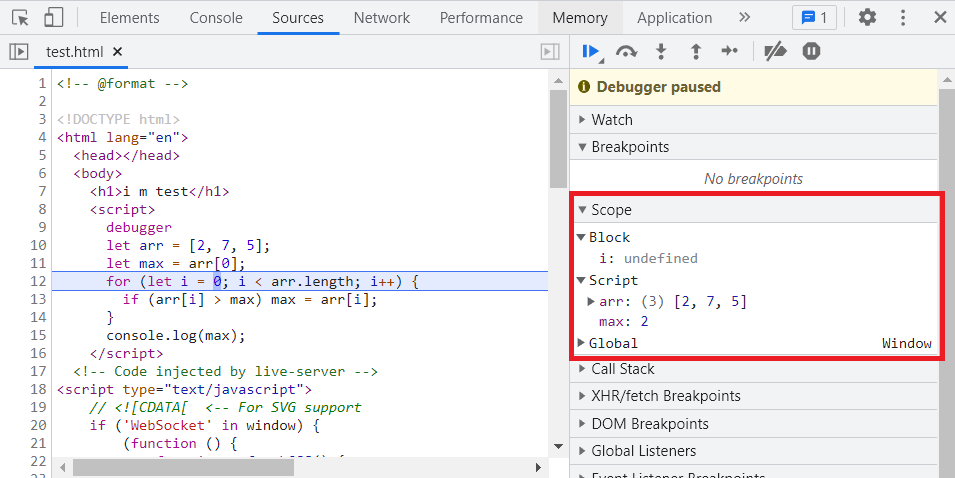 Elements Console Sources Network Performance Memory Application » 1
test.html ×
1 <!-- @format -->
2
3 <!DOCTYPE html>
4 <html lang="en">
5 <head></head>
6 <body>
7 <h1>i m test</h1>
8 <script>
9 debugger
10 let arr = [2, 7, 5];
11 let max = arr[0];
12 for (let i = 0; i < arr.length; i++) {
13 if (arr[i] > max) max = arr[i];
14 }
15 console.log(max);
16 </script>
17 <!-- Code injected by live-server -->
18 <script type="text/javascript">
19 // <![CDATA[ <-- For SVG support
20 if ('WebSocket' in window) {
21 (function () {
22
Debugger paused
Watch
Breakpoints
No breakpoints
Scope
Block
i: undefined
Script
arr: (3) [2, 7, 5]
max: 2
Global Window
Call Stack
XHR/fetch Breakpoints
DOM Breakpoints
Global Listeners
Event Listener Breakpoints